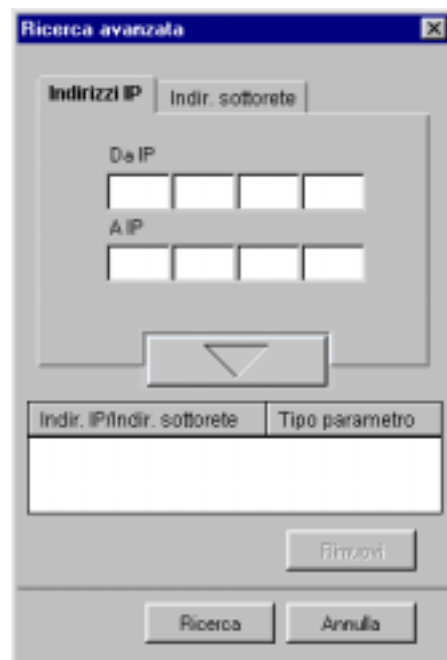 Ricerca avanzata
Indirizzi IP Indir. sottorete
Da IP
A IP
Indir. IP/Indir. sottorete Tipo parametro
Rimuovi
Ricerca Annulla